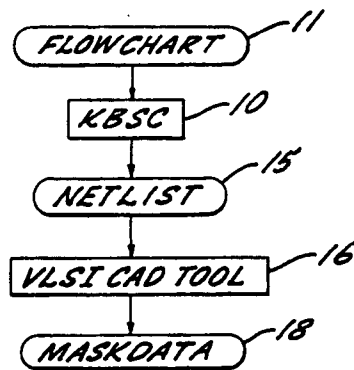 FLOWCHART 11
KBSC 10
NETLIST 15
VLSI CAD TOOL 16
MASKDATA 18